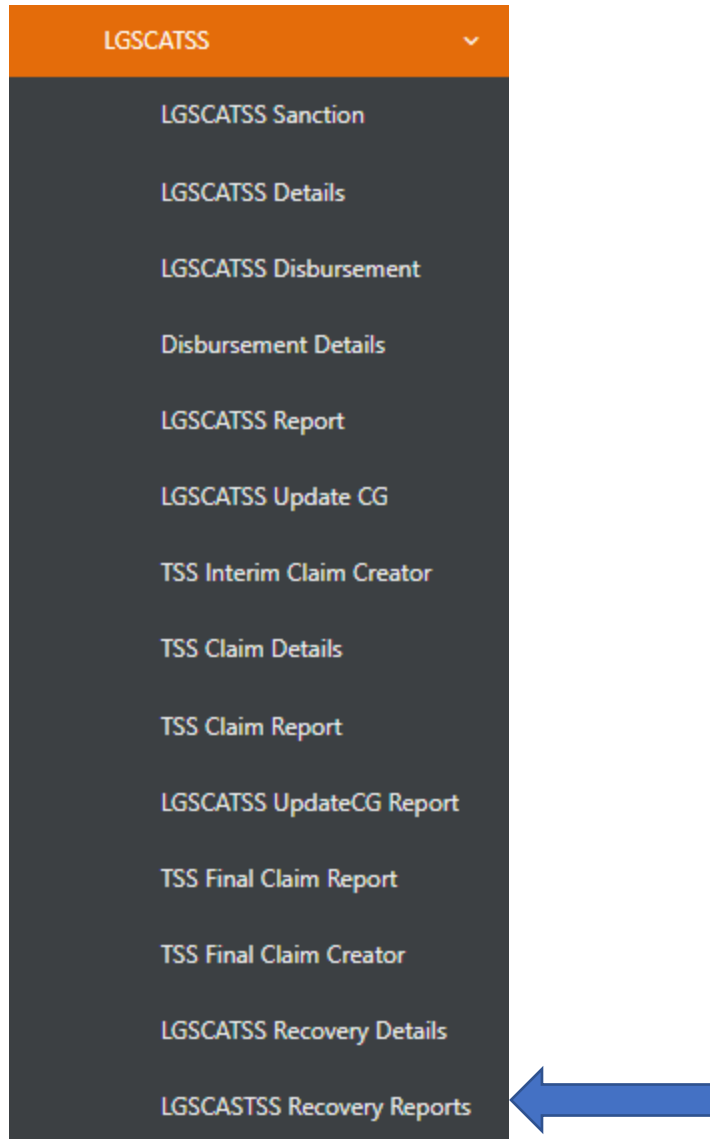 LGSCATSS
LGSCATSS Sanction
LGSCATSS Details
LGSCATSS Disbursement
Disbursement Details
LGSCATSS Report
LGSCATSS Update CG
TSS Interim Claim Creator
TSS Claim Details
TSS Claim Report
LGSCATSS UpdateCG Report
TSS Final Claim Report
TSS Final Claim Creator
LGSCATSS Recovery Details
LGSCASTSS Recovery Reports